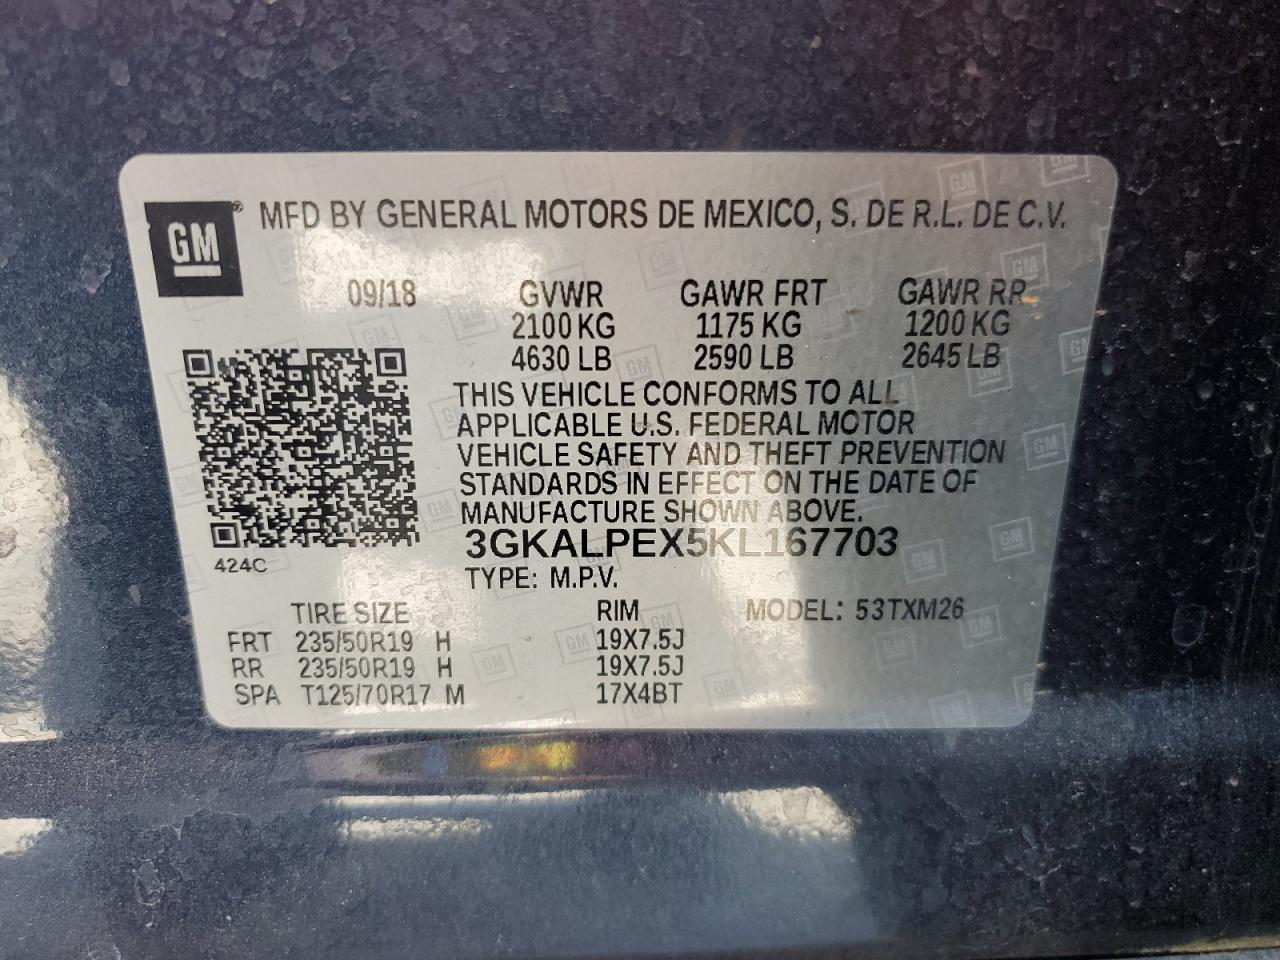 GM® MFD BY GENERAL MOTORS DE MEXICO, S. DE R.L. DE C.V.
09/18 GVWR GAWR FRT GAWR RR
2100 KG 1175 KG 1200 KG
4630 LB 2590 LB 2645 LB
THIS VEHICLE CONFORMS TO ALL
APPLICABLE U.S. FEDERAL MOTOR
VEHICLE SAFETY AND THEFT PREVENTION
STANDARDS IN EFFECT ON THE DATE OF
MANUFACTURE SHOWN ABOVE.
3GKALPEX5KL167703
424C
TYPE: M.P.V.
TIRE SIZE RIM MODEL: 53TXM26
FRT 235/50R19 H 19X7.5J
RR 235/50R19 H 19X7.5J
SPA T125/70R17 M 17X4BT